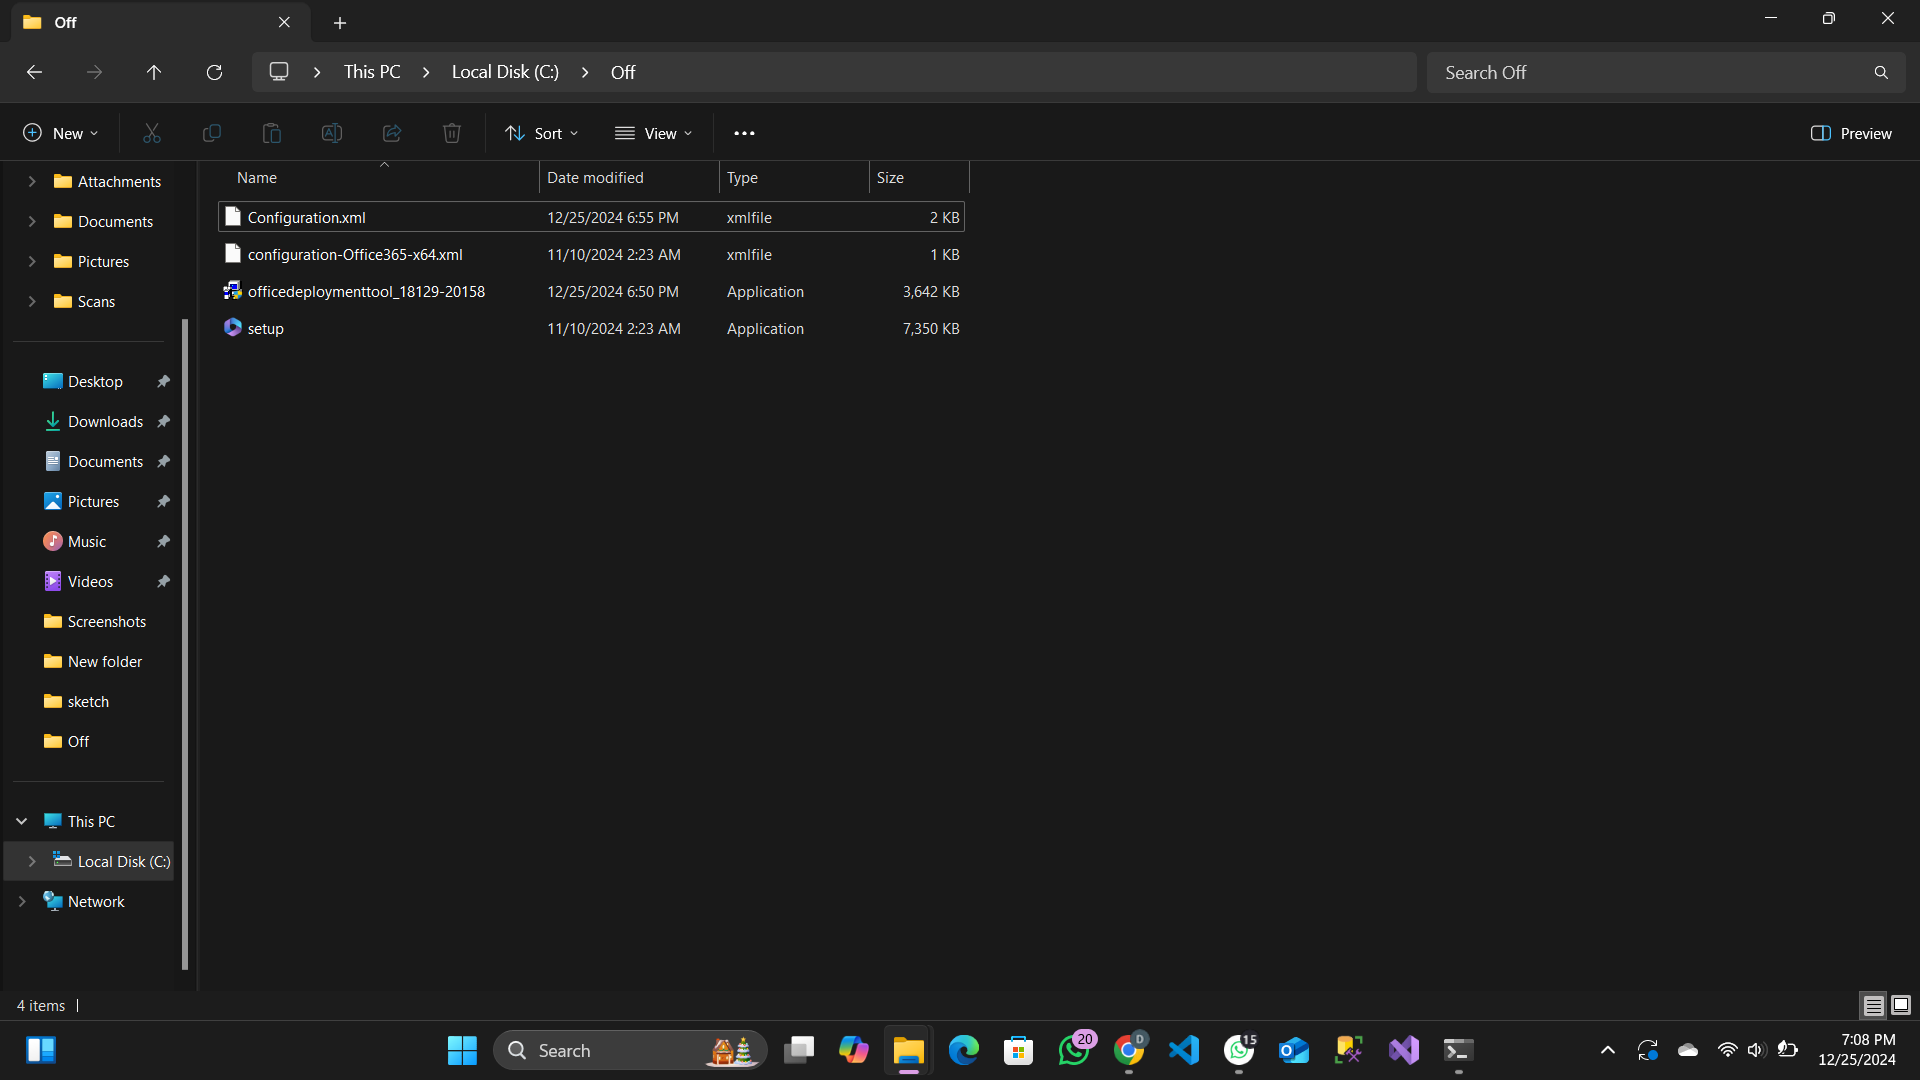 Off
This PC
Local Disk (C:)
Off
Search Off
New
Sort
View
Preview
Name
Date modified
Type
Size
Configuration.xml
12/25/2024 6:55 PM
xmlfile
2 KB
configuration-Office365-x64.xml
11/10/2024 2:23 AM
xmlfile
1 KB
officedeploymenttool_18129-20158
12/25/2024 6:50 PM
Application
3,642 KB
setup
11/10/2024 2:23 AM
Application
7,350 KB
Attachments
Documents
Pictures
Scans
Desktop
Downloads
Documents
Pictures
Music
Videos
Screenshots
New folder
sketch
Off
This PC
Local Disk (C:)
Network
4 items
Search
20
D
15
7:08 PM
12/25/2024